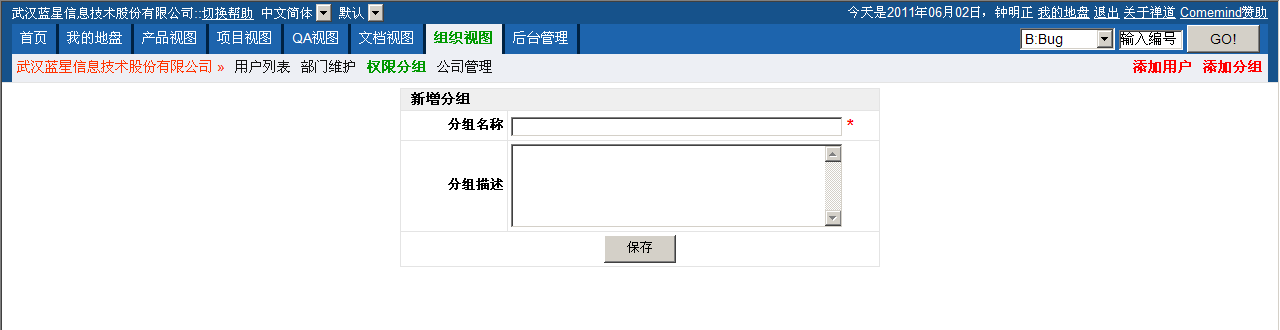 武汉蓝星信息技术股份有限公司::切换帮助 中文简体 默认 今天是2011年06月02日，钟明正 我的地盘 退出 关于禅道 Comemind赞助
首页 我的地盘 产品视图 项目视图 QA视图 文档视图 组织视图 后台管理 B:Bug 输入编号 GO!
武汉蓝星信息技术股份有限公司 » 用户列表 部门维护 权限分组 公司管理 添加用户 添加分组
新增分组
分组名称 *
分组描述
保存